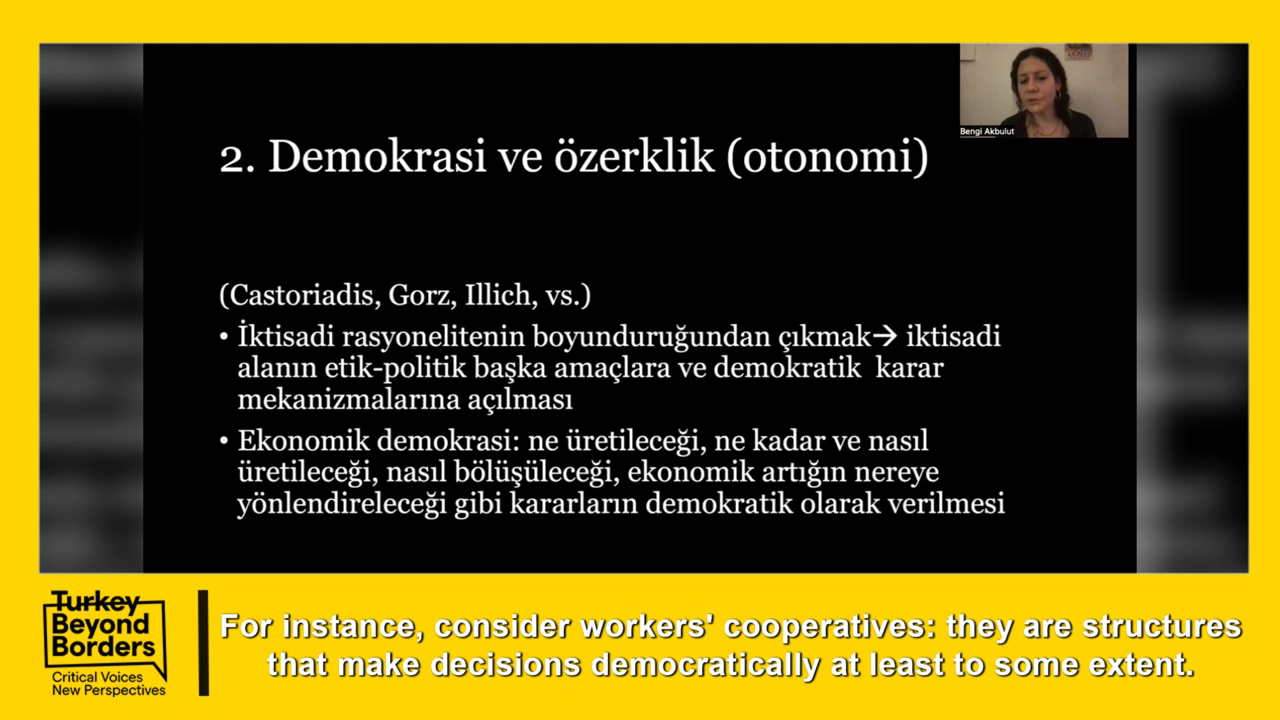 Bengi Akbulut
2. Demokrasi ve özerklik (otonomi)
(Castoriadis, Gorz, Illich, vs.)
• İktisadi rasyonelitenin boyunduruğundan çıkmak→ iktisadi
alanın etik-politik başka amaçlara ve demokratik karar
mekanizmalarına açılması
• Ekonomik demokrasi: ne üretileceği, ne kadar ve nasıl
üretileceği, nasıl bölüşüleceği, ekonomik artığın nereye
yönlendireleceği gibi kararların demokratik olarak verilmesi
Turkey
Beyond
Borders
Critical Voices
New Perspectives
For instance, consider workers' cooperatives: they are structures
that make decisions democratically at least to some extent.